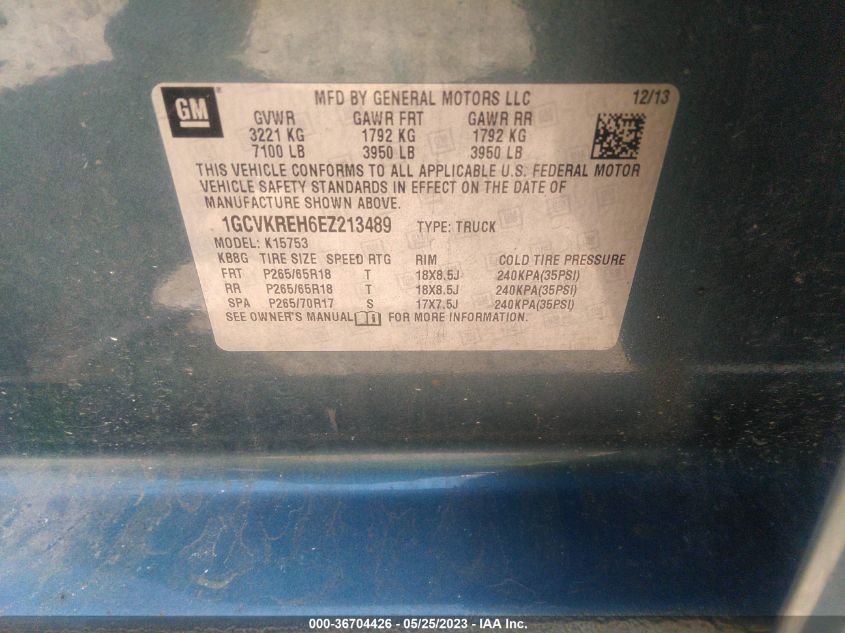 GM
MFD BY GENERAL MOTORS LLC 12/13
GVWR GAWR FRT GAWR RR
3221 KG 1792 KG 1792 KG
7100 LB 3950 LB 3950 LB
THIS VEHICLE CONFORMS TO ALL APPLICABLE U.S. FEDERAL MOTOR
VEHICLE SAFETY STANDARDS IN EFFECT ON THE DATE OF
MANUFACTURE SHOWN ABOVE.
1GCVKREH6EZ213489 TYPE: TRUCK
MODEL: K15753
KB8G TIRE SIZE SPEED RTG RIM COLD TIRE PRESSURE
FRT P265/65R18 T 18X8.5J 240KPA(35PSI)
RR P265/65R18 T 18X8.5J 240KPA(35PSI)
SPA P265/70R17 S 17X7.5J 240KPA(35PSI)
SEE OWNER'S MANUAL FOR MORE INFORMATION.
000-36704426 - 05/25/2023 - IAA Inc.